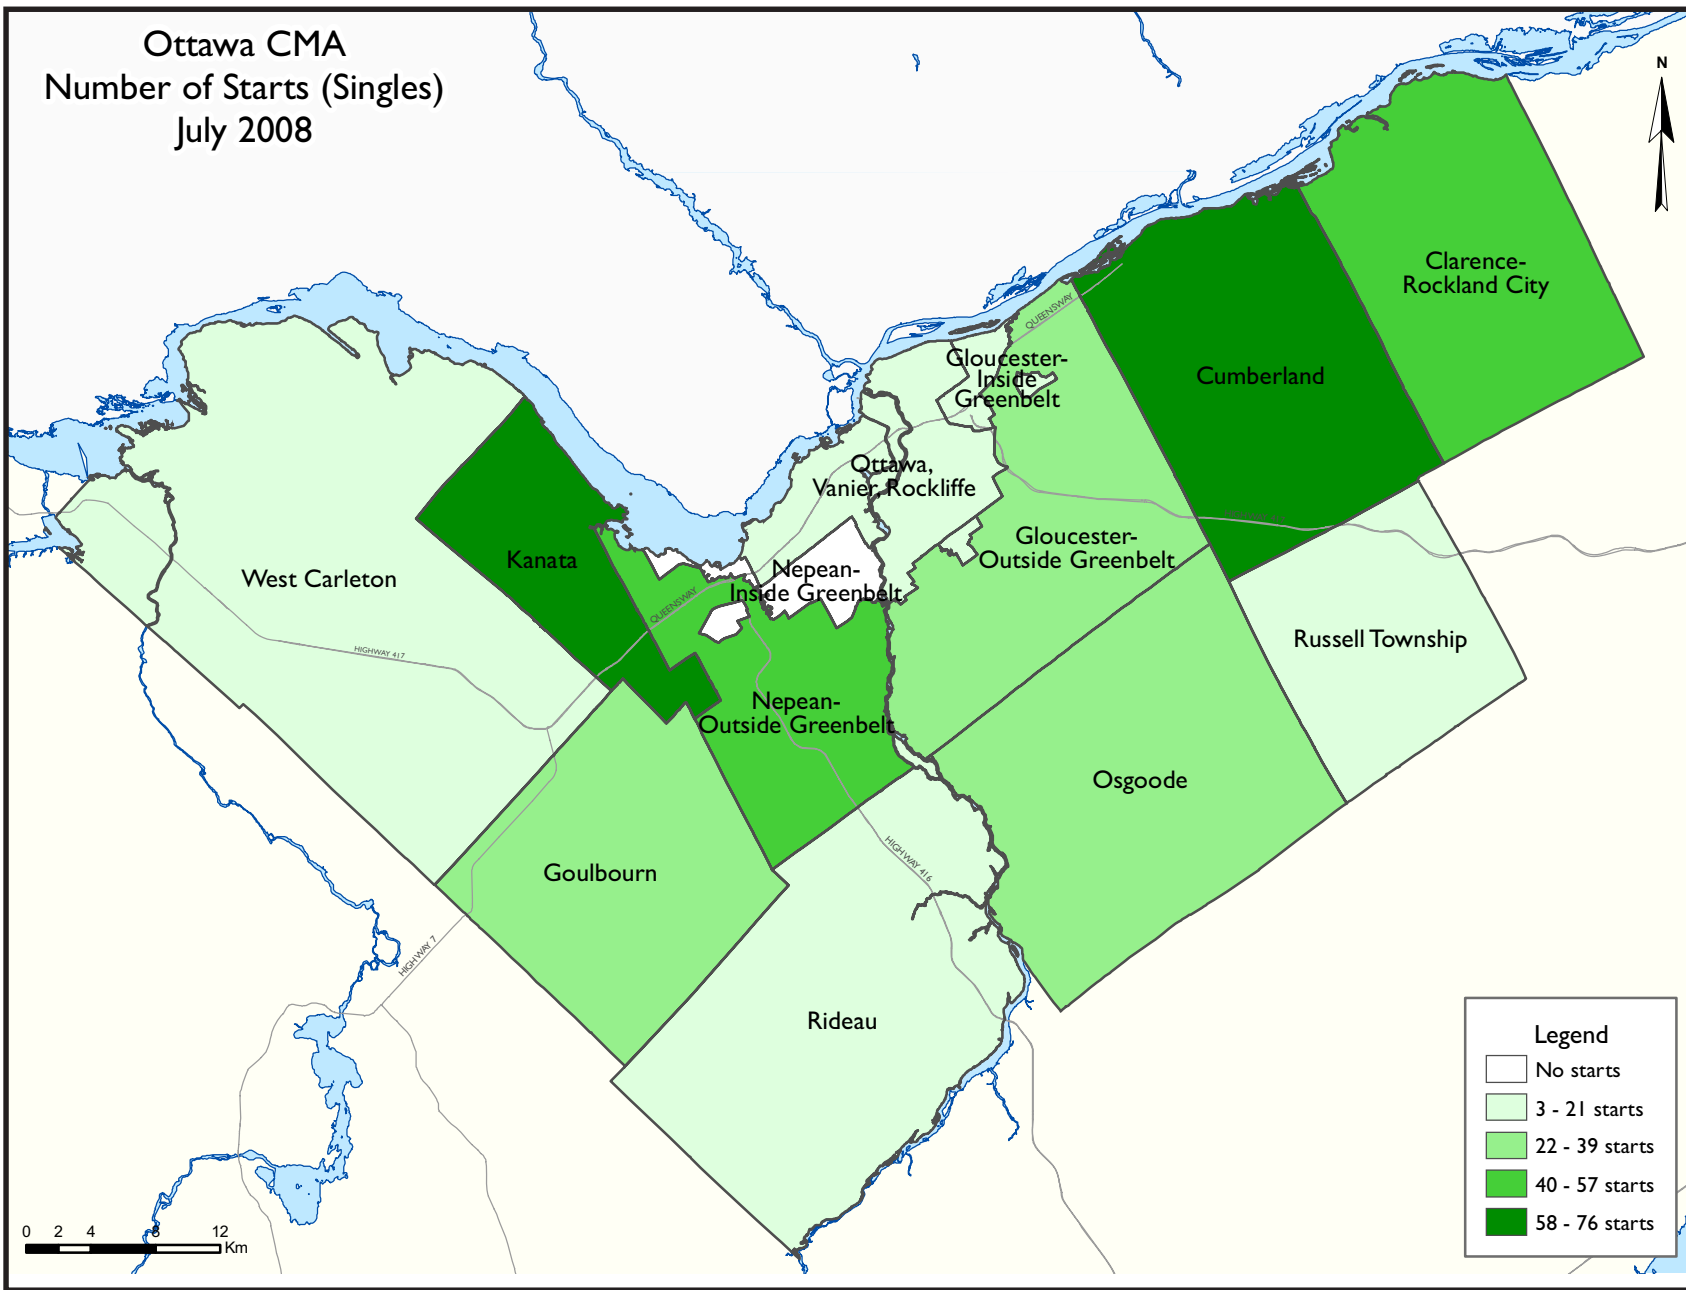 Ottawa CMA
Number of Starts (Singles)
July 2008
N
Clarence-
Rockland City
QUEENSWAY
Gloucester-
Inside
Greenbelt
Cumberland
Ottawa,
Vanier, Rockliffe
Gloucester-
Outside Greenbelt
Kanata
West Carleton
Nepean-
Inside Greenbelt
QUEENSWAY
HIGHWAY 417
Russell Township
Nepean-
Outside Greenbelt
Osgoode
Goulbourn
HIGHWAY 416
HIGHWAY 7
Rideau
Legend
No starts
3 - 21 starts
22 - 39 starts
40 - 57 starts
58 - 76 starts
0 2 4 8 12
Km